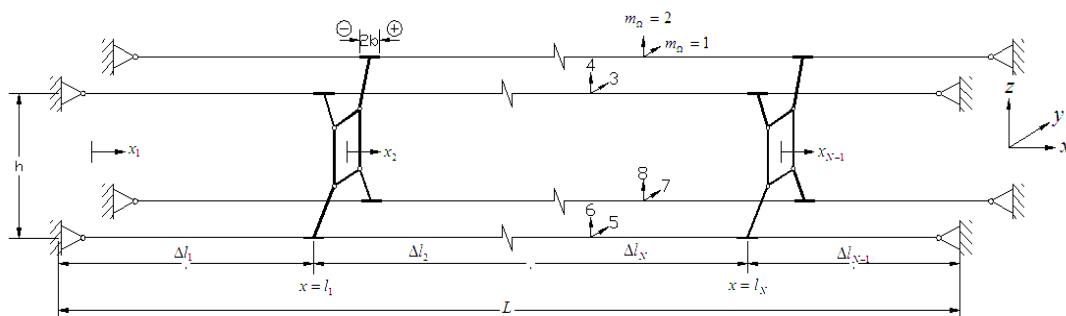 ⊖ 2b ⊕
m_Ω = 2
m_Ω = 1
4
3
z
y
x
h
x_1
x_2
x_{N-1}
8
7
6
5
Δl_1
Δl_2
Δl_N
Δl_{N-1}
x = l_1
x = l_N
L